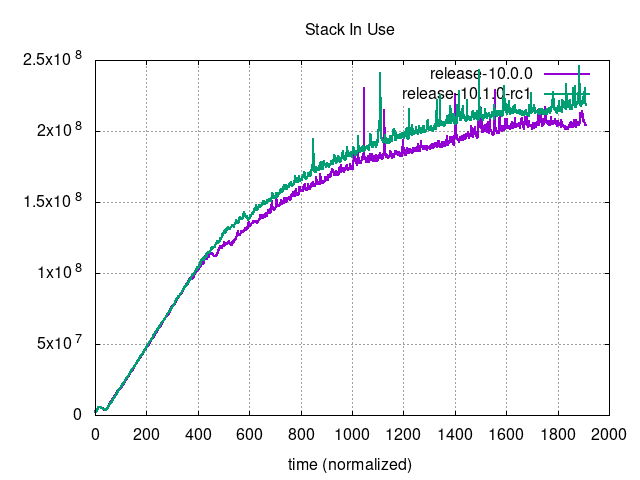 Stack In Use
2.5x10^8
2x10^8
1.5x10^8
1x10^8
5x10^7
0
release-10.0.0
release-10.1.0-rc1
0 200 400 600 800 1000 1200 1400 1600 1800 2000
time (normalized)